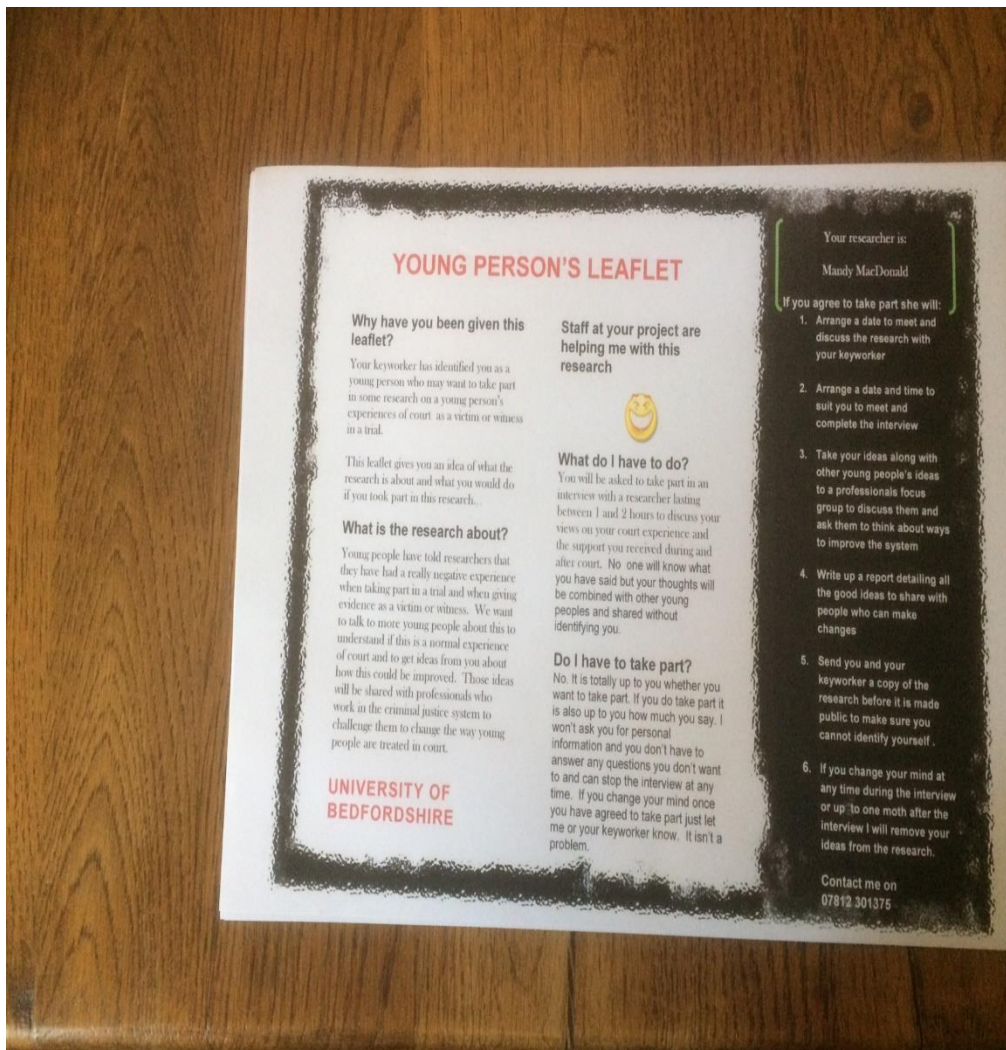 YOUNG PERSON'S LEAFLET
Why have you been given this
leaflet?
Your keyworker has identified you as a
young person who may want to take part
in some research on a young person's
experiences of court as a victim or witness
in a trial.
This leaflet gives you an idea of what the
research is about and what you would do
if you took part in this research...
What is the research about?
Young people have told researchers that
they have had a really negative experience
when taking part in a trial and when giving
evidence as a victim or witness. We want
to talk to more young people about this to
understand if this is a normal experience
of court and to get ideas from you about
how this could be improved. Those ideas
will be shared with professionals who
work in the criminal justice system to
challenge them to change the way young
people are treated in court.
UNIVERSITY OF
BEDFORDSHIRE
Staff at your project are
helping me with this
research
What do I have to do?
You will be asked to take part in an
interview with a researcher lasting
between 1 and 2 hours to discuss your
views on your court experience and
the support you received during and
after court. No one will know what
you have said but your thoughts will
be combined with other young
peoples and shared without
identifying you.
Do I have to take part?
No. It is totally up to you whether you
want to take part. If you do take part it
is also up to you how much you say. I
won't ask you for personal
information and you don't have to
answer any questions you don't want
to and can stop the interview at any
time. If you change your mind once
you have agreed to take part just let
me or your keyworker know. It isn't a
problem.
Your researcher is:
Mandy MacDonald
If you agree to take part she will:
1. Arrange a date to meet and
discuss the research with
your keyworker
2. Arrange a date and time to
suit you to meet and
complete the interview
3. Take your ideas along with
other young people's ideas
to a professionals focus
group to discuss them and
ask them to think about ways
to improve the system
4. Write up a report detailing all
the good ideas to share with
people who can make
changes
5. Send you and your
keyworker a copy of the
research before it is made
public to make sure you
cannot identify yourself .
6. If you change your mind at
any time during the interview
or up to one moth after the
interview I will remove your
ideas from the research.
Contact me on
07812 301375